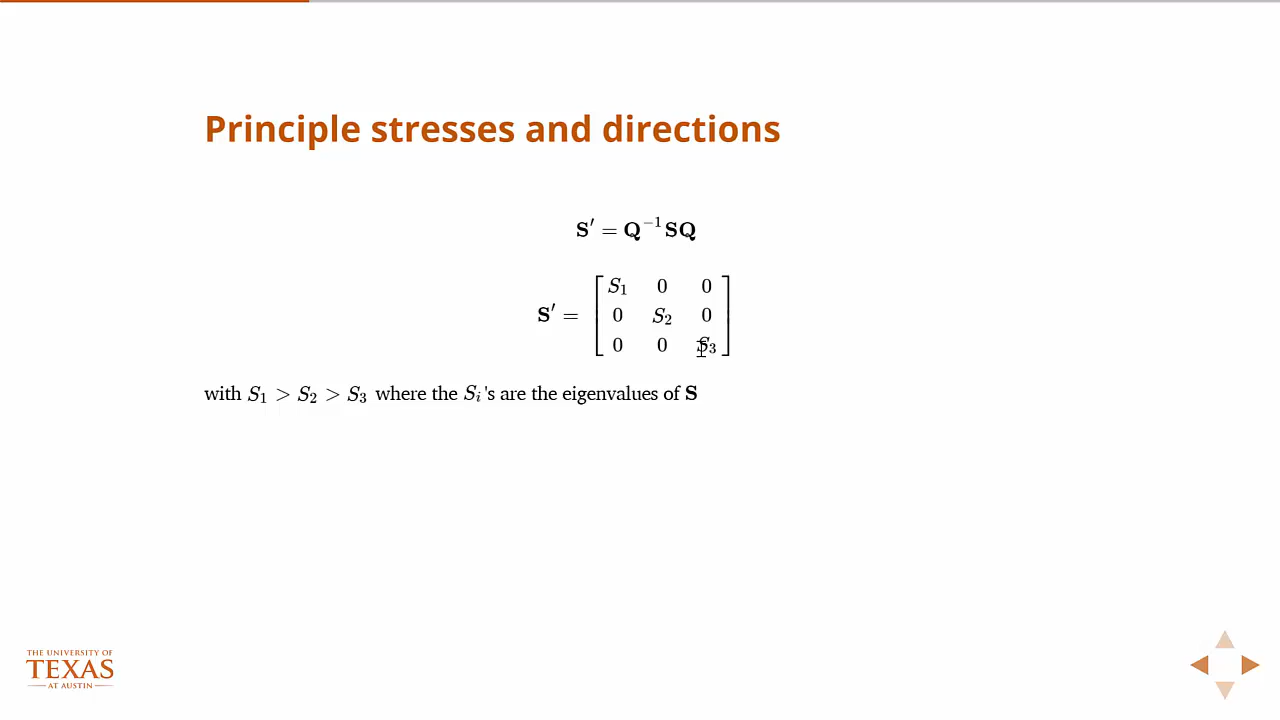 Principle stresses and directions
S′ = Q⁻¹SQ
S′ = [ S₁ 0 0
0 S₂ 0
0 0 S₃ ]
with S₁ > S₂ > S₃ where the Sᵢ's are the eigenvalues of S
THE UNIVERSITY OF
TEXAS
AT AUSTIN